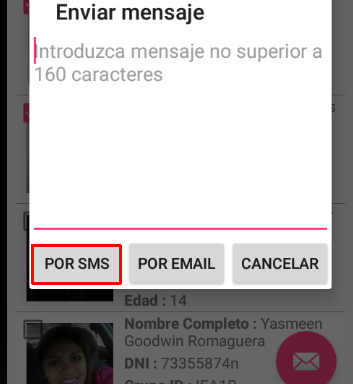 Enviar mensaje
Introduzca mensaje no superior a
160 caracteres
POR SMS
POR EMAIL
CANCELAR
Edad : 14
Nombre Completo : Yasmeen
Goodwin Romaguera
DNI : 73355874n